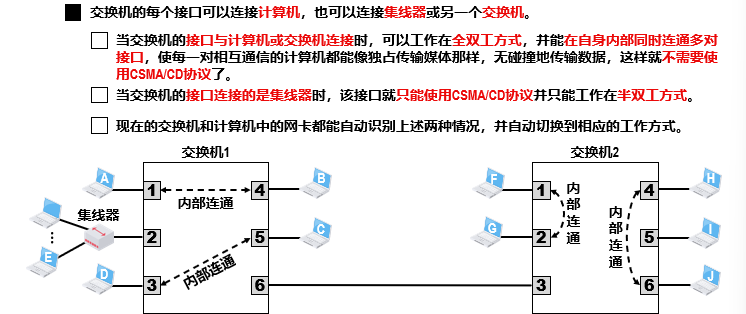 交换机的每个接口可以连接计算机，也可以连接集线器或另一个交换机。
当交换机的接口与计算机或交换机连接时，可以工作在全双工方式，并能在自身内部同时连通多对
接口，使每一对相互通信的计算机都能像独占传输媒体那样，无碰撞地传输数据，这样就不需要使
用CSMA/CD协议了。
当交换机的接口连接的是集线器时，该接口就只能使用CSMA/CD协议并只能工作在半双工方式。
现在的交换机和计算机中的网卡都能自动识别上述两种情况，并自动切换到相应的工作方式。
交换机1
交换机2
A
1
内部连通
4
B
集线器
2
5
C
E
D
3
内部连通
6
F
1
内部连通
4
H
G
2
内部连通
5
I
3
6
J